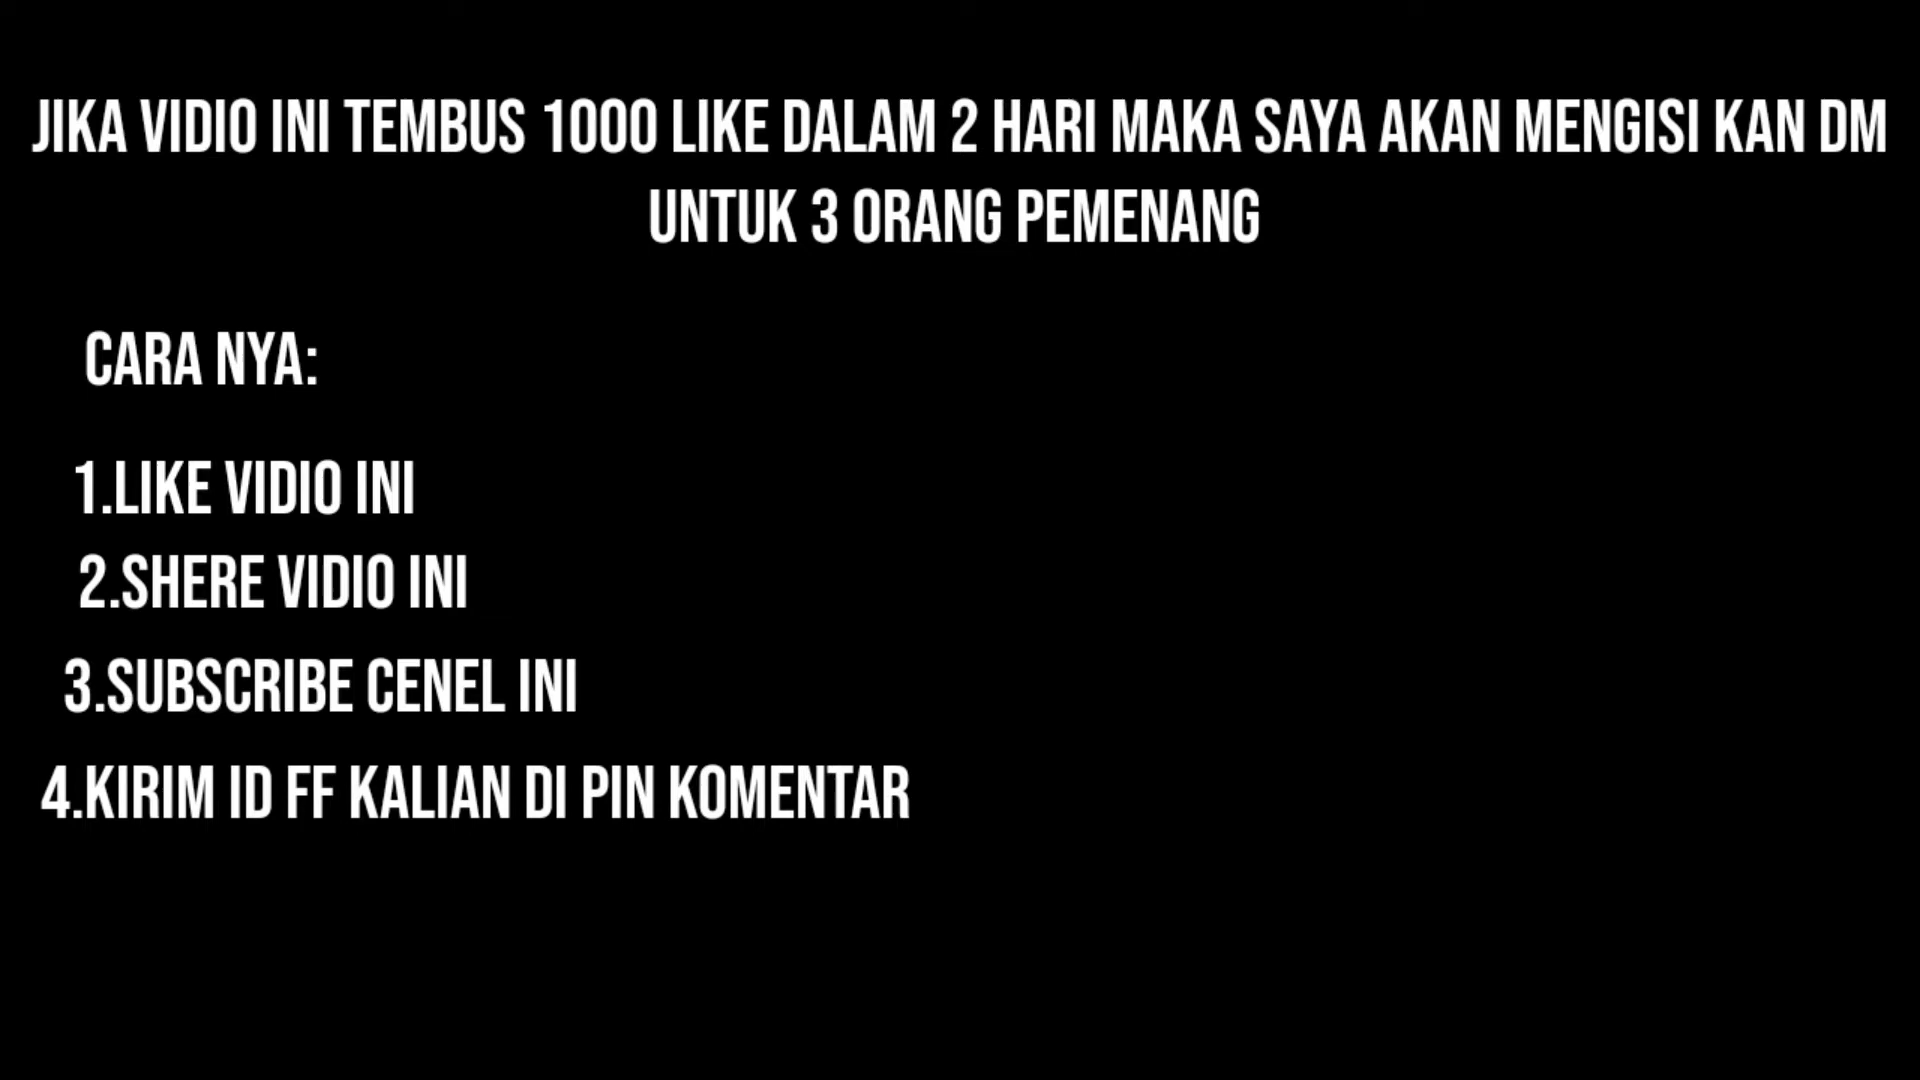 JIKA VIDIO INI TEMBUS 1000 LIKE DALAM 2 HARI MAKA SAYA AKAN MENGISI KAN DM
UNTUK 3 ORANG PEMENANG
CARA NYA:
1.LIKE VIDIO INI
2.SHERE VIDIO INI
3.SUBSCRIBE CENEL INI
4.KIRIM ID FF KALIAN DI PIN KOMENTAR